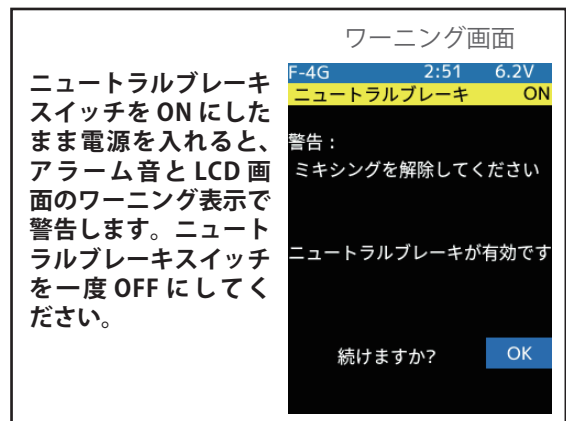 ワーニング画面
ニュートラルブレーキ
スイッチを ON にした
まま電源を入れると、
アラーム音と LCD 画
面のワーニング表示で
警告します。ニュート
ラルブレーキスイッチ
を一度 OFF にしてく
ださい。
F-4G 2:51 6.2V
ニュートラルブレーキ ON
警告：
ミキシングを解除してください
ニュートラルブレーキが有効です
続けますか? OK